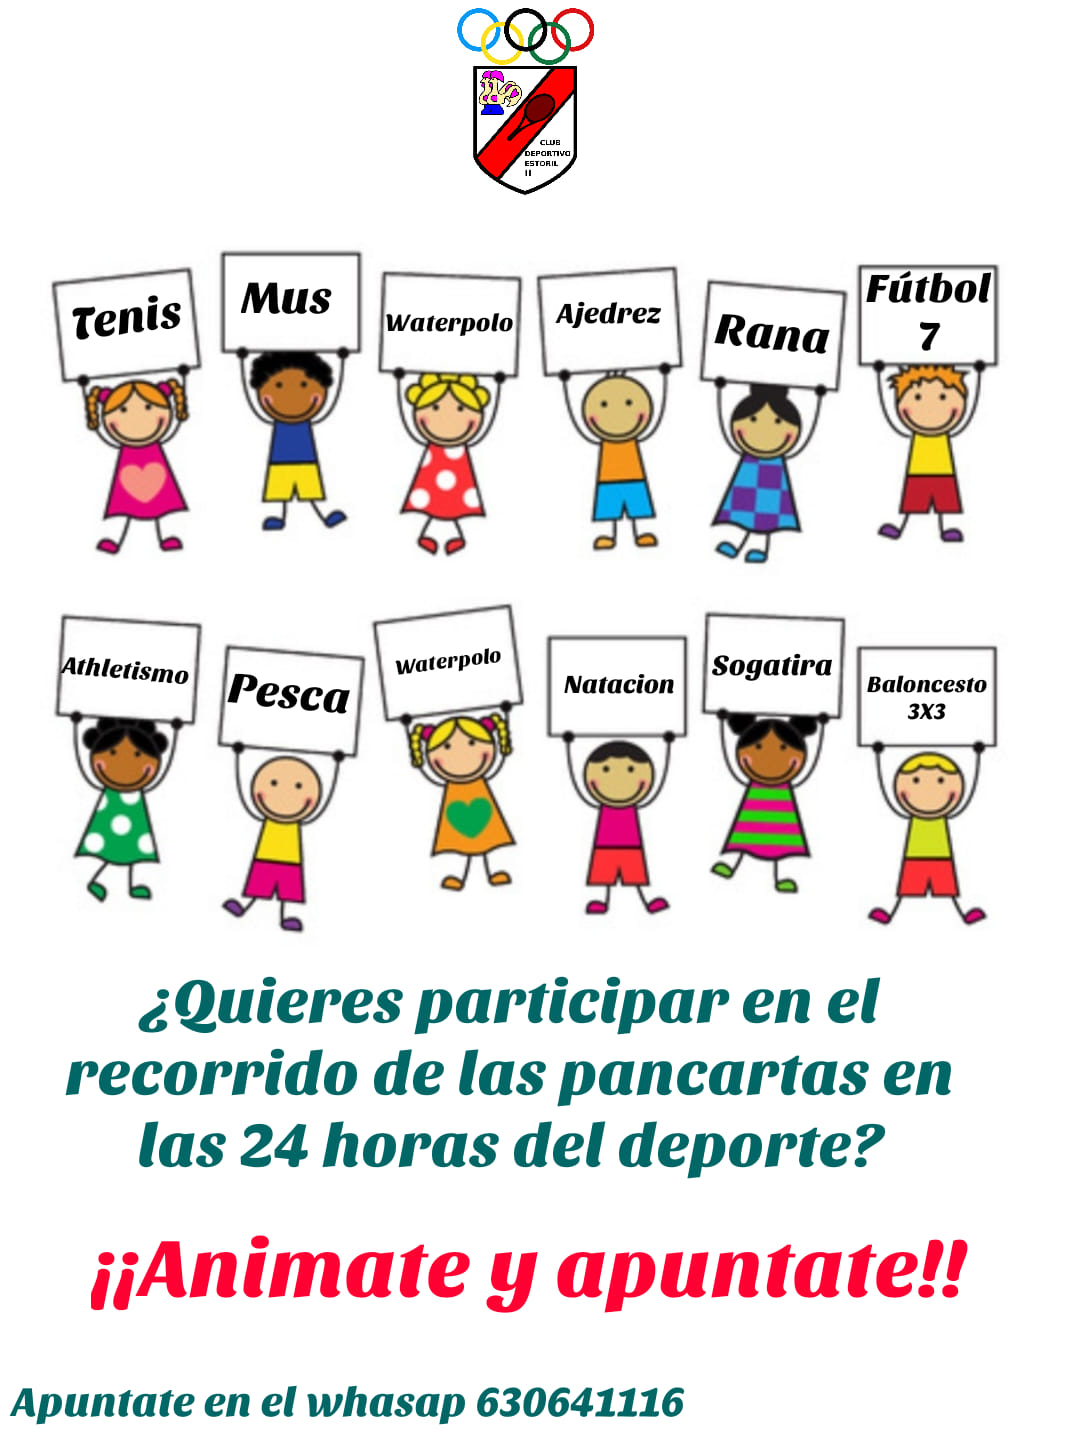 CLUB
DEPORTIVO
ESTORIL
II
Tenis
Mus
Waterpolo
Ajedrez
Rana
Fútbol
7
Athletismo
Pesca
Waterpolo
Natacion
Sogatira
Baloncesto
3X3
¿Quieres participar en el
recorrido de las pancartas en
las 24 horas del deporte?
¡¡Animate y apuntate!!
Apuntate en el whasap 630641116